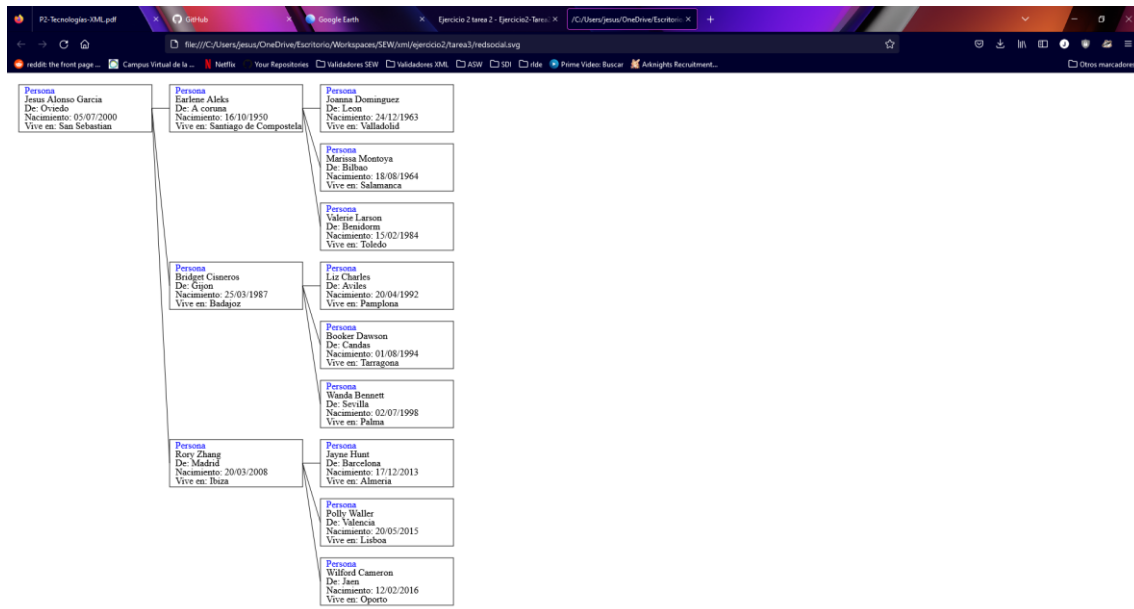 P2-Tecnologías-XML.pdf
GitHub
Google Earth
Ejercicio 2 tarea 2 - Ejercicio2-Tarea
/C:/Users/jesus/OneDrive/Escritorio
file:///C:/Users/jesus/OneDrive/Escritorio/Workspaces/SEW/xml/ejercicio2/tarea3/redsocial.svg
reddit: the front page ... Campus Virtual de la ... Netflix Your Repositories Validadores SEW Validadores XML ASW SDI rlde Prime Video: Buscar Arknights Recruitment... Otros marcadores
Persona
Jesus Alonso Garcia
De: Oviedo
Nacimiento: 05/07/2000
Vive en: San Sebastian
Persona
Earlene Aleks
De: A coruna
Nacimiento: 16/10/1950
Vive en: Santiago de Compostela
Persona
Joanna Dominguez
De: Leon
Nacimiento: 24/12/1963
Vive en: Valladolid
Persona
Marissa Montoya
De: Bilbao
Nacimiento: 18/08/1964
Vive en: Salamanca
Persona
Valerie Larson
De: Benidorm
Nacimiento: 15/02/1984
Vive en: Toledo
Persona
Bridget Cisneros
De: Gijon
Nacimiento: 25/03/1987
Vive en: Badajoz
Persona
Liz Charles
De: Aviles
Nacimiento: 20/04/1992
Vive en: Pamplona
Persona
Booker Dawson
De: Candas
Nacimiento: 01/08/1994
Vive en: Tarragona
Persona
Wanda Bennett
De: Sevilla
Nacimiento: 02/07/1998
Vive en: Palma
Persona
Rory Zhang
De: Madrid
Nacimiento: 20/03/2008
Vive en: Ibiza
Persona
Jayne Hunt
De: Barcelona
Nacimiento: 17/12/2013
Vive en: Almeria
Persona
Polly Waller
De: Valencia
Nacimiento: 20/05/2015
Vive en: Lisboa
Persona
Wilford Cameron
De: Jaen
Nacimiento: 12/02/2016
Vive en: Oporto